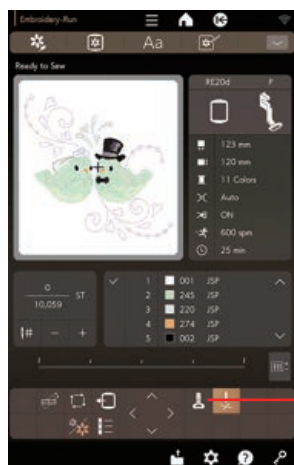 Embroidery-Run
Aa
Ready to Sew
RE20d P
123 mm
120 mm
11 Colors
Auto
ON
600 spm
25 min
0
10,059
ST
1 001 JSP
2 245 JSP
3 220 JSP
4 274 JSP
5 002 JSP
#
- +